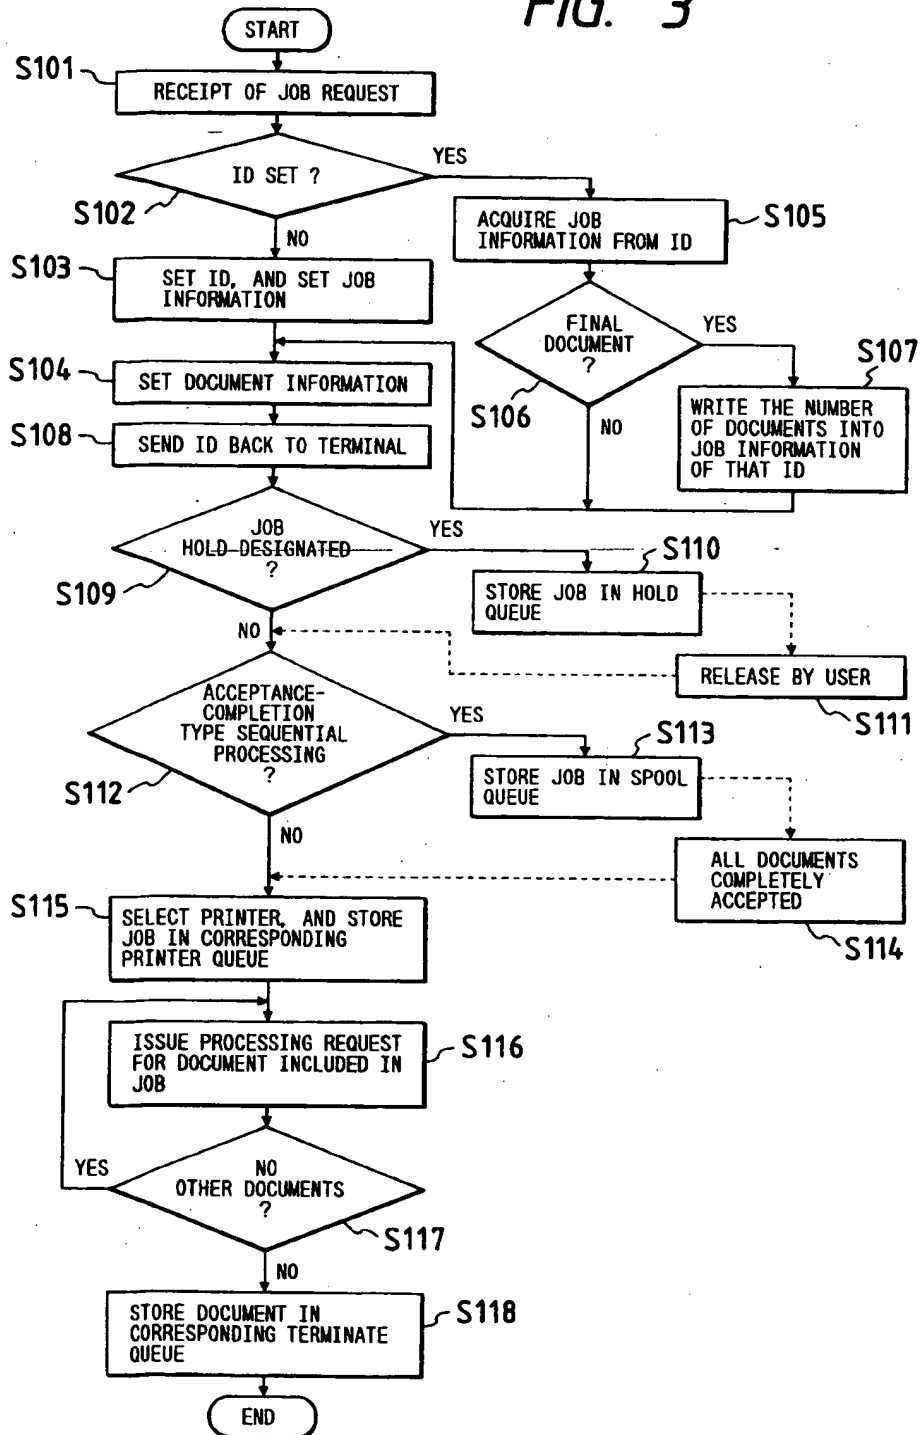 FIG. 3
START
S101
RECEIPT OF JOB REQUEST
ID SET ?
YES
S102
NO
ACQUIRE JOB
INFORMATION FROM ID
S105
S103
SET ID, AND SET JOB
INFORMATION
FINAL
DOCUMENT
?
YES
S106
NO
S107
WRITE THE NUMBER
OF DOCUMENTS INTO
JOB INFORMATION
OF THAT ID
S104
SET DOCUMENT INFORMATION
S108
SEND ID BACK TO TERMINAL
JOB
HOLD DESIGNATED
?
YES
S109
NO
S110
STORE JOB IN HOLD
QUEUE
RELEASE BY USER
S111
ACCEPTANCE-
COMPLETION
TYPE SEQUENTIAL
PROCESSING
?
YES
S112
NO
S113
STORE JOB IN SPOOL
QUEUE
ALL DOCUMENTS
COMPLETELY
ACCEPTED
S114
S115
SELECT PRINTER, AND STORE
JOB IN CORRESPONDING
PRINTER QUEUE
ISSUE PROCESSING REQUEST
FOR DOCUMENT INCLUDED IN
JOB
S116
YES
NO
OTHER DOCUMENTS
?
S117
NO
STORE DOCUMENT IN
CORRESPONDING TERMINATE
QUEUE
S118
END